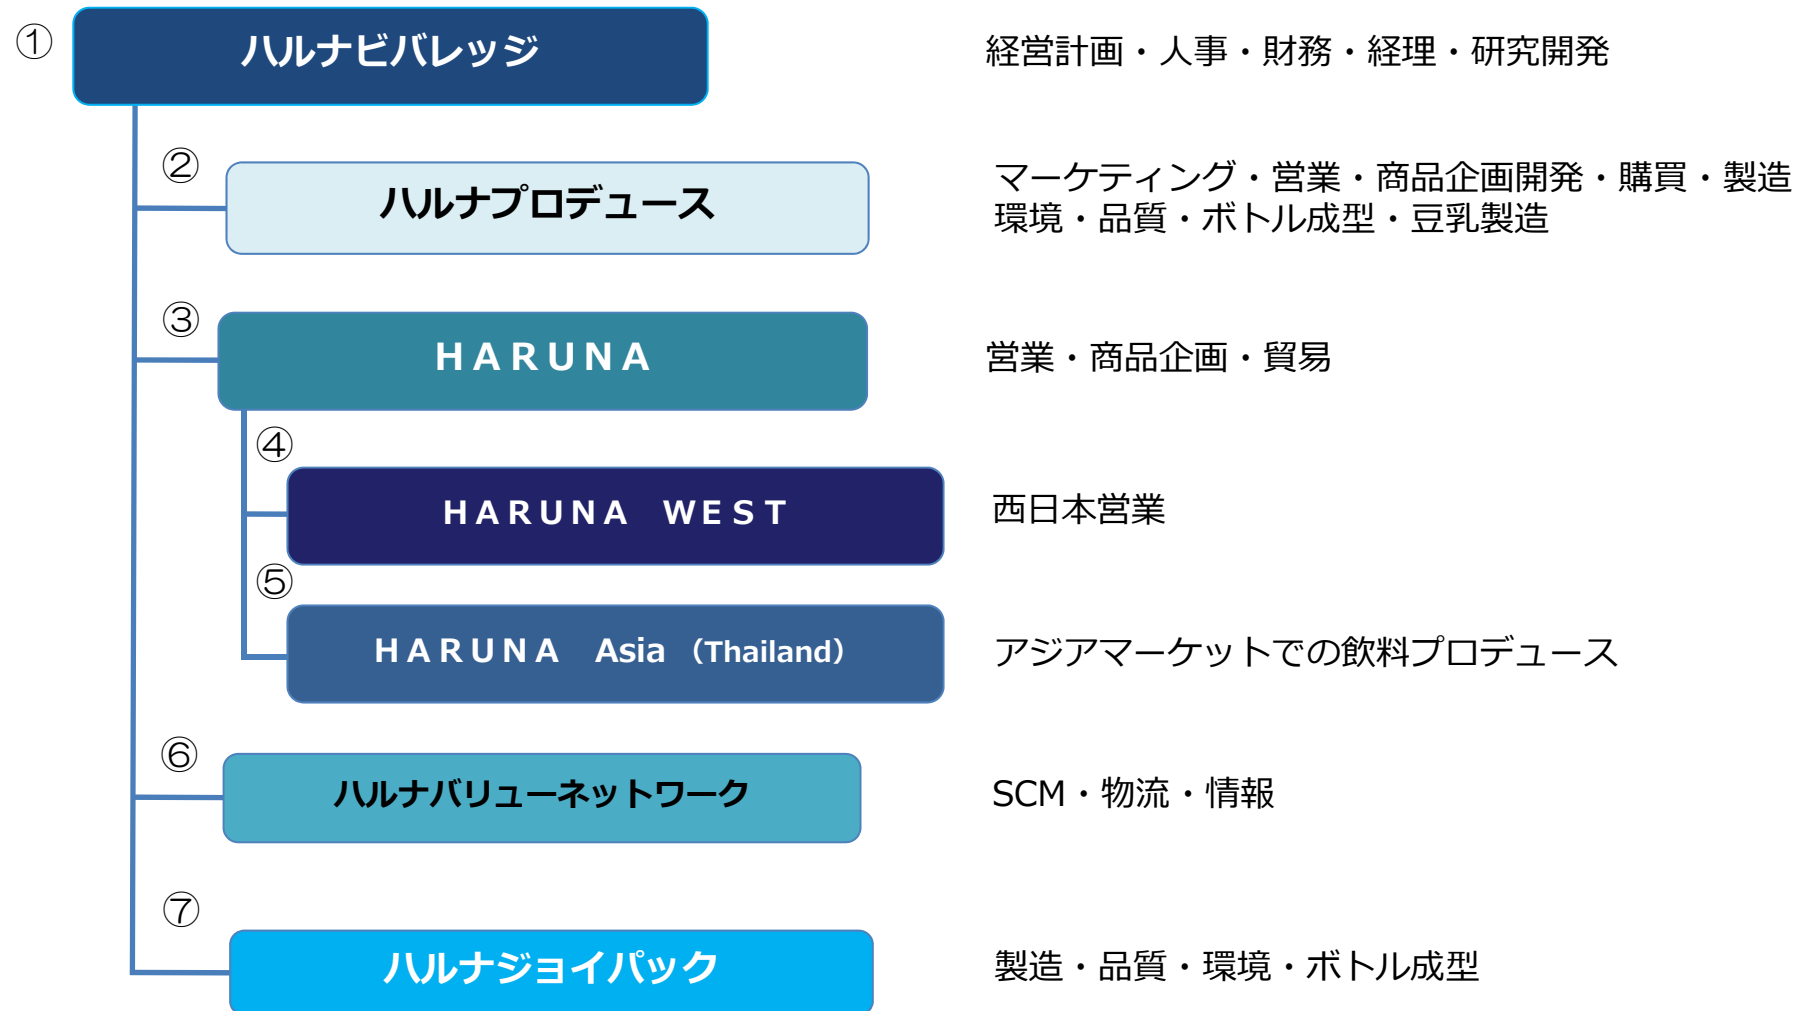 ① ハルナビバレッジ 経営計画・人事・財務・経理・研究開発
② ハルナプロデュース マーケティング・営業・商品企画開発・購買・製造
環境・品質・ボトル成型・豆乳製造
③ ＨＡＲＵＮＡ 営業・商品企画・貿易
④ ＨＡＲＵＮＡ　ＷＥＳＴ 西日本営業
⑤ ＨＡＲＵＮＡ　Asia （Thailand） アジアマーケットでの飲料プロデュース
⑥ ハルナバリューネットワーク SCM・物流・情報
⑦ ハルナジョイパック 製造・品質・環境・ボトル成型